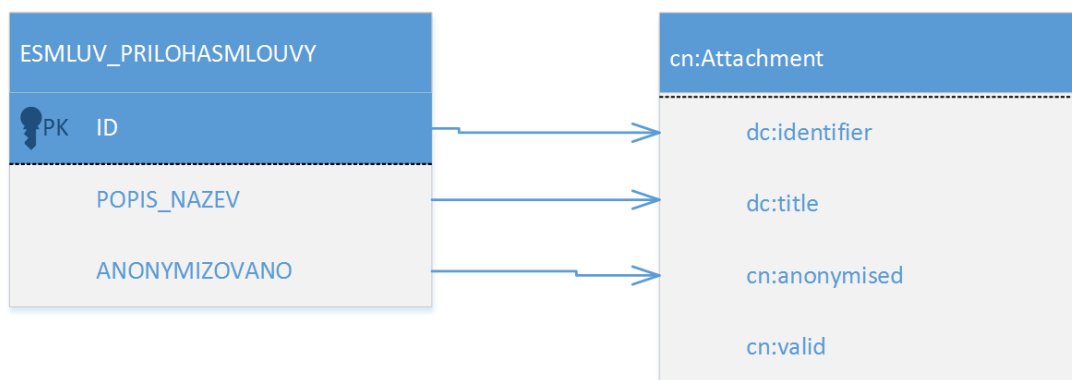 ESMLUV_PRILOHASMLOUVY
PK ID
POPIS_NAZEV
ANONYMIZOVANO
cn:Attachment
dc:identifier
dc:title
cn:anonymised
cn:valid